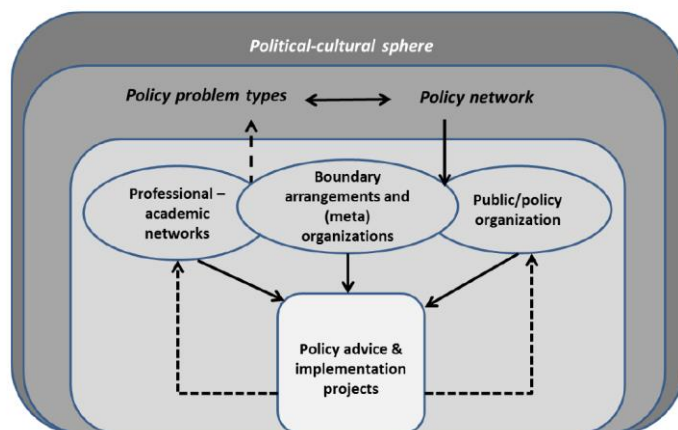 Political-cultural sphere
Policy problem types
Policy network
Professional –
academic
networks
Boundary
arrangements and
(meta)
organizations
Public/policy
organization
Policy advice &
implementation
projects